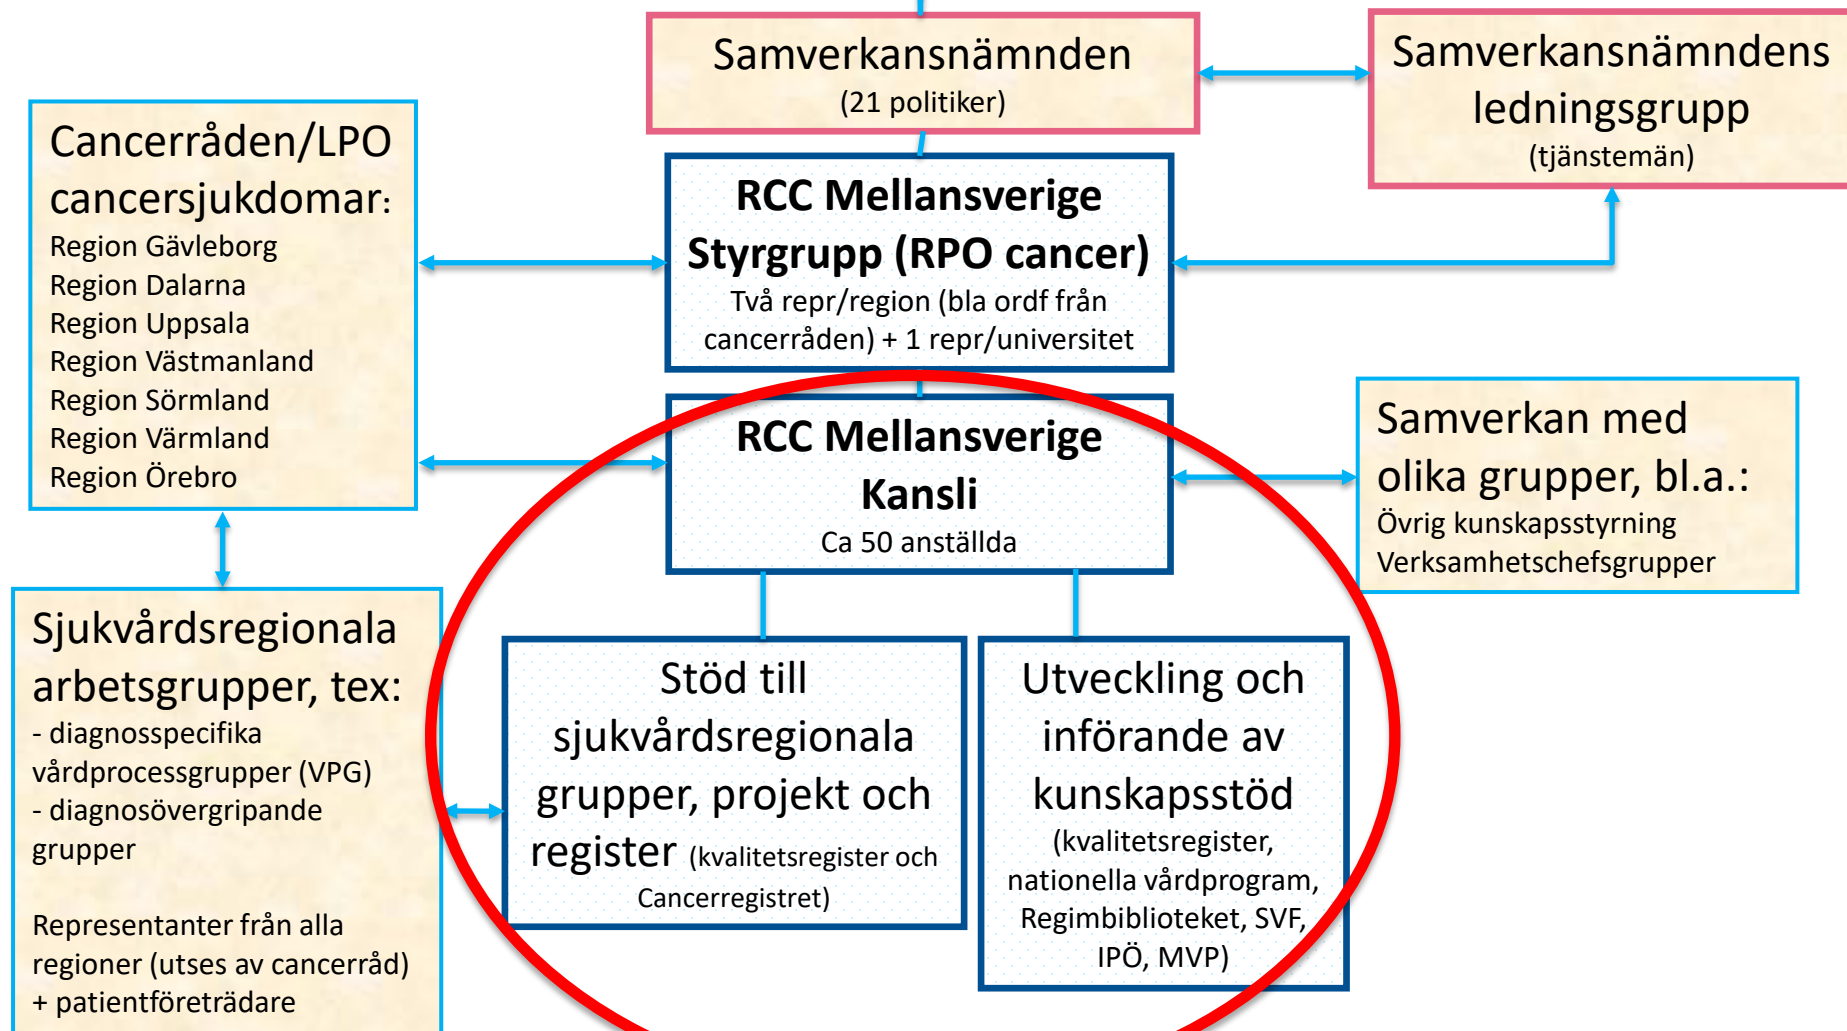 Samverkansnämnden
(21 politiker)
Samverkansnämndens
ledningsgrupp
(tjänstemän)
Cancerråden/LPO
cancersjukdomar:
Region Gävleborg
Region Dalarna
Region Uppsala
Region Västmanland
Region Sörmland
Region Värmland
Region Örebro
RCC Mellansverige
Styrgrupp (RPO cancer)
Två repr/region (bla ordf från
cancerråden) + 1 repr/universitet
RCC Mellansverige
Kansli
Ca 50 anställda
Samverkan med
olika grupper, bl.a.:
Övrig kunskapsstyrning
Verksamhetschefsgrupper
Sjukvårdsregionala
arbetsgrupper, tex:
- diagnosspecifika
vårdprocessgrupper (VPG)
- diagnosövergripande
grupper
Representanter från alla
regioner (utses av cancerråd)
+ patientföreträdare
Stöd till
sjukvårdsregionala
grupper, projekt och
register (kvalitetsregister och
Cancerregistret)
Utveckling och
införande av
kunskapsstöd
(kvalitetsregister,
nationella vårdprogram,
Regimbiblioteket, SVF,
IPÖ, MVP)